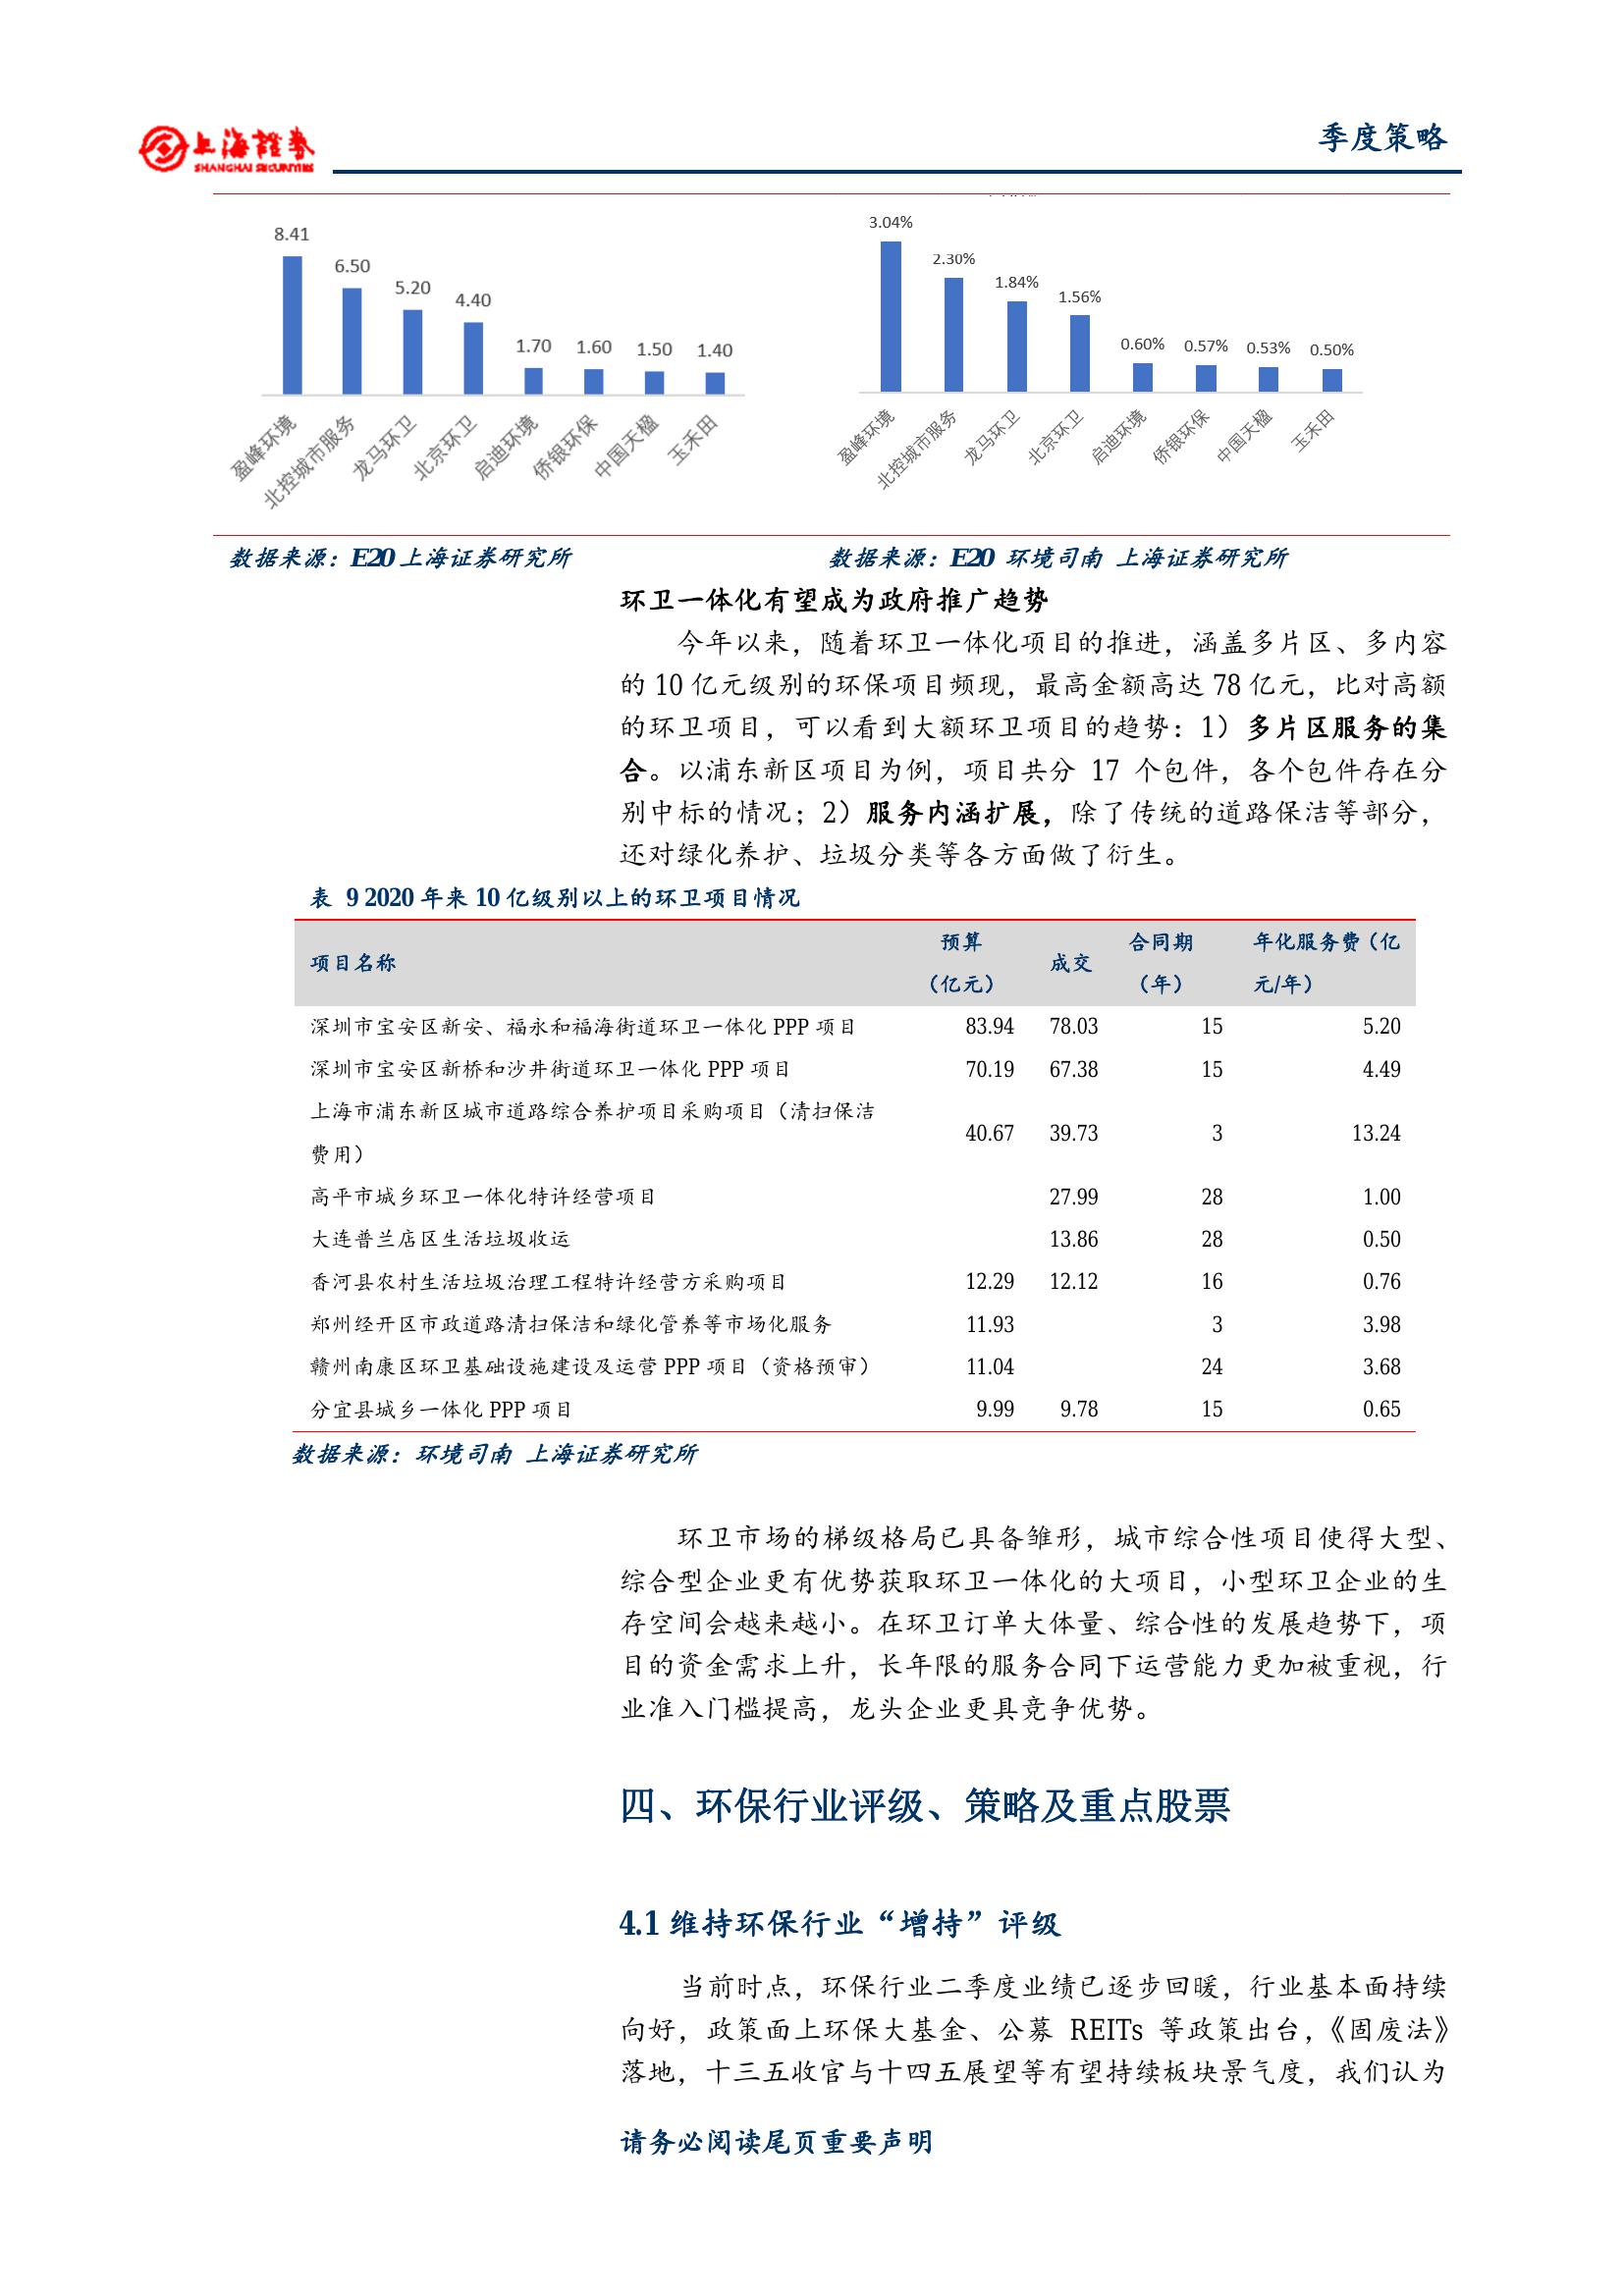 上海證券
SHANGHAI SECURITIES
季度策略
8.41
6.50
5.20
4.40
1.70
1.60
1.50
1.40
盈峰环境
北控城市服务
龙马环卫
北京环卫
启迪环境
侨银环保
中国天楹
玉禾田
3.04%
2.30%
1.84%
1.56%
0.60%
0.57%
0.53%
0.50%
盈峰环境
北控城市服务
龙马环卫
北京环卫
启迪环境
侨银环保
中国天楹
玉禾田
数据来源：E20 上海证券研究所
数据来源：E20 环境司南 上海证券研究所
环卫一体化有望成为政府推广趋势
今年以来，随着环卫一体化项目的推进，涵盖多片区、多内容
的 10 亿元级别的环保项目频现，最高金额高达 78 亿元，比对高额
的环卫项目，可以看到大额环卫项目的趋势：1）多片区服务的集
合。以浦东新区项目为例，项目共分 17 个包件，各个包件存在分
别中标的情况；2）服务内涵扩展，除了传统的道路保洁等部分，
还对绿化养护、垃圾分类等各方面做了衍生。
表 9 2020 年来 10 亿级别以上的环卫项目情况
项目名称 预算（亿元） 成交 合同期（年） 年化服务费（亿元/年）
深圳市宝安区新安、福永和福海街道环卫一体化 PPP 项目 83.94 78.03 15 5.20
深圳市宝安区新桥和沙井街道环卫一体化 PPP 项目 70.19 67.38 15 4.49
上海市浦东新区城市道路综合养护项目采购项目（清扫保洁
费用） 40.67 39.73 3 13.24
高平市城乡环卫一体化特许经营项目 27.99 28 1.00
大连普兰店区生活垃圾收运 13.86 28 0.50
香河县农村生活垃圾治理工程特许经营方采购项目 12.29 12.12 16 0.76
郑州经开区市政道路清扫保洁和绿化管养等市场化服务 11.93 3 3.98
赣州南康区环卫基础设施建设及运营 PPP 项目（资格预审） 11.04 24 3.68
分宜县城乡一体化 PPP 项目 9.99 9.78 15 0.65
数据来源：环境司南 上海证券研究所
环卫市场的梯级格局已具备雏形，城市综合性项目使得大型、
综合型企业更有优势获取环卫一体化的大项目，小型环卫企业的生
存空间会越来越小。在环卫订单大体量、综合性的发展趋势下，项
目的资金需求上升，长年限的服务合同下运营能力更加被重视，行
业准入门槛提高，龙头企业更具竞争优势。
四、环保行业评级、策略及重点股票
4.1 维持环保行业“增持”评级
当前时点，环保行业二季度业绩已逐步回暖，行业基本面持续
向好，政策面上环保大基金、公募 REITs 等政策出台，《固废法》
落地，十三五收官与十四五展望等有望持续板块景气度，我们认为
请务必阅读尾页重要声明